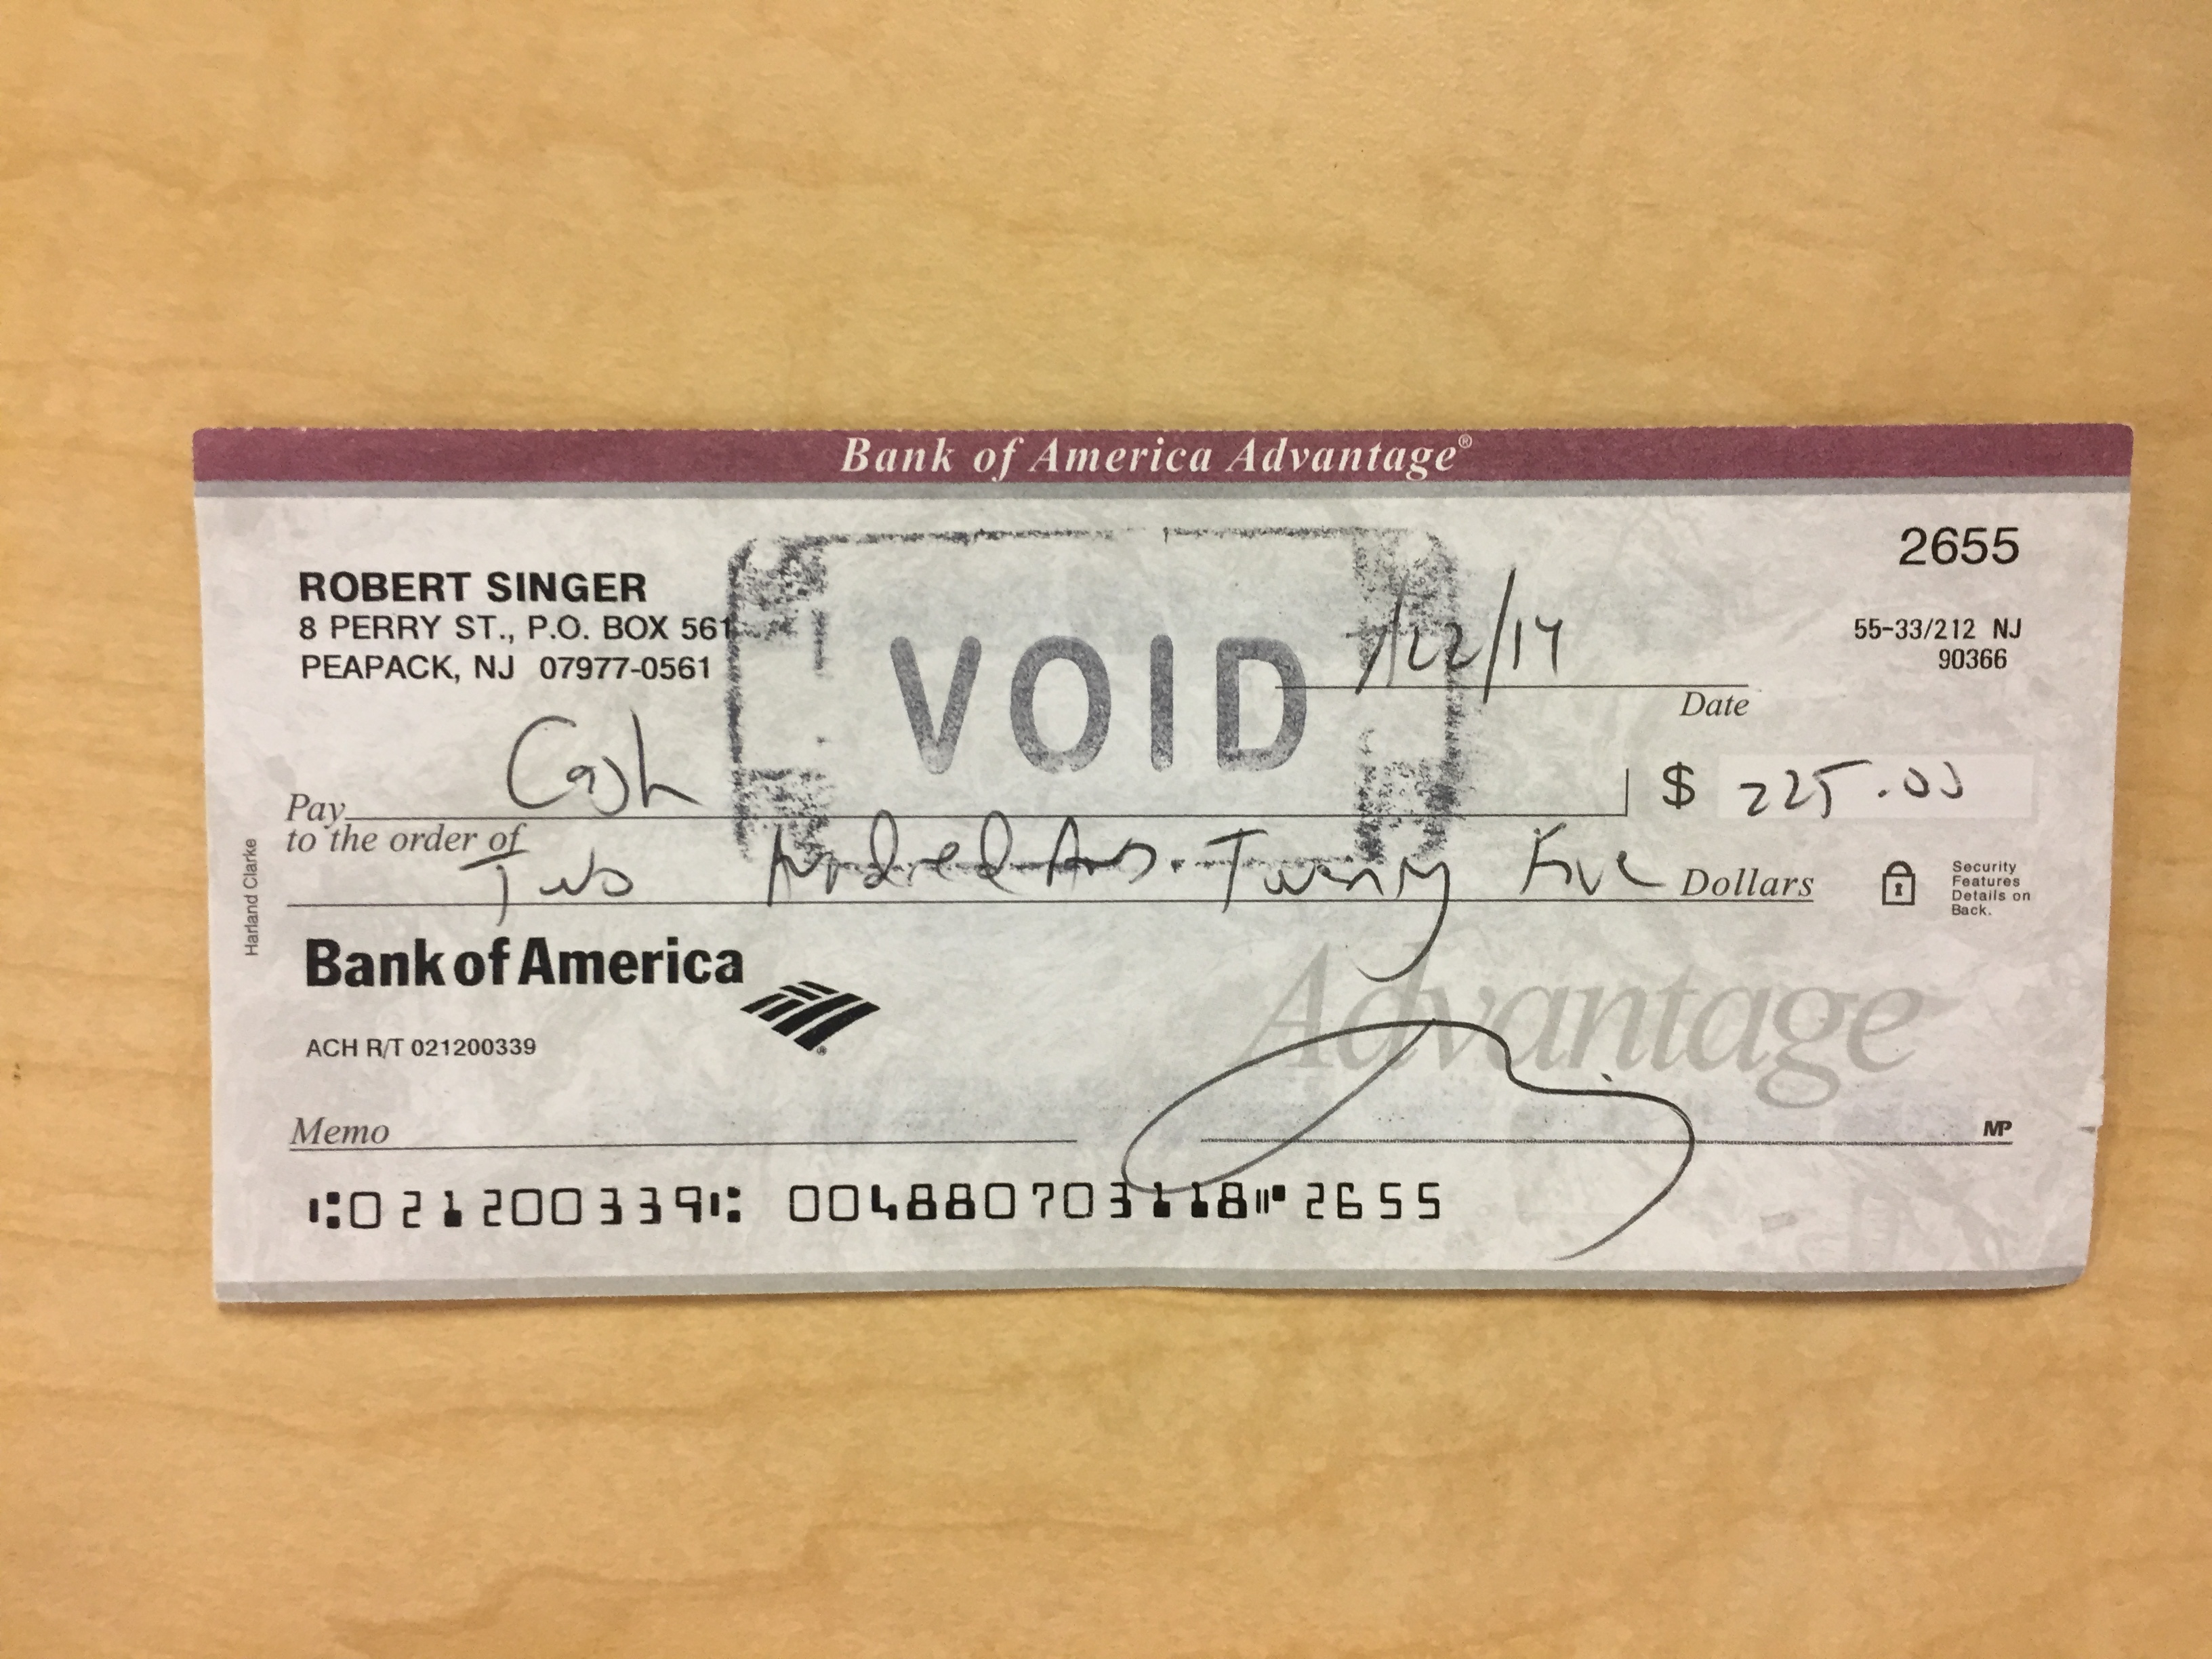 Bank of America Advantage®
ROBERT SINGER
8 PERRY ST., P.O. BOX 561
PEAPACK, NJ 07977-0561
2655
55-33/212 NJ
90366
VOID
/22/17
Date
Pay
to the order of
Cash
$ 225.00
Two Hundred Twenty Five
Dollars
Security
Features
Details on
Back.
Harland Clarke
Bank of America
Advantage
ACH R/T 021200339
Memo
MP
⑆021200339⑆ 004880703118⑈ 2655